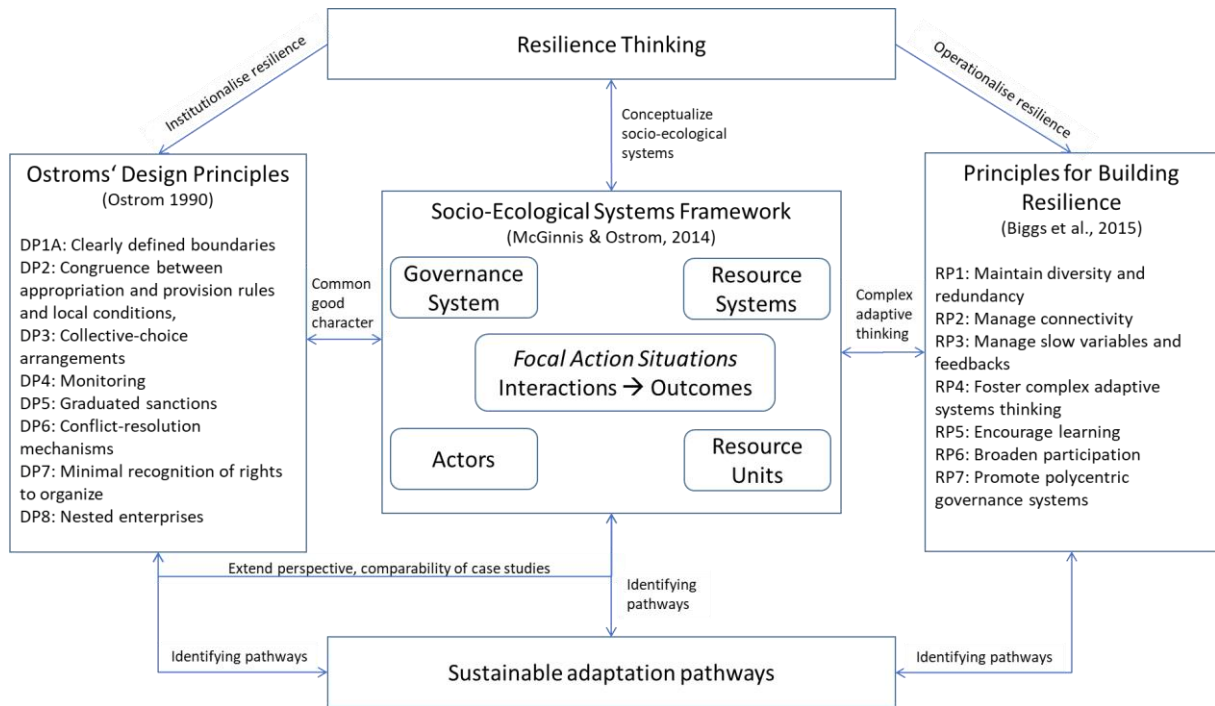 Resilience Thinking
Institutionalise resilience
Operationalise resilience
Conceptualize
socio-ecological
systems
Ostroms‘ Design Principles
(Ostrom 1990)
DP1A: Clearly defined boundaries
DP2: Congruence between
appropriation and provision rules
and local conditions,
DP3: Collective-choice
arrangements
DP4: Monitoring
DP5: Graduated sanctions
DP6: Conflict-resolution
mechanisms
DP7: Minimal recognition of rights
to organize
DP8: Nested enterprises
Common
good
character
Socio-Ecological Systems Framework
(McGinnis & Ostrom, 2014)
Governance
System
Resource
Systems
Focal Action Situations
Interactions → Outcomes
Actors
Resource
Units
Complex
adaptive
thinking
Principles for Building
Resilience
(Biggs et al., 2015)
RP1: Maintain diversity and
redundancy
RP2: Manage connectivity
RP3: Manage slow variables and
feedbacks
RP4: Foster complex adaptive
systems thinking
RP5: Encourage learning
RP6: Broaden participation
RP7: Promote polycentric
governance systems
Extend perspective, comparability of case studies
Identifying
pathways
Identifying pathways
Sustainable adaptation pathways
Identifying pathways